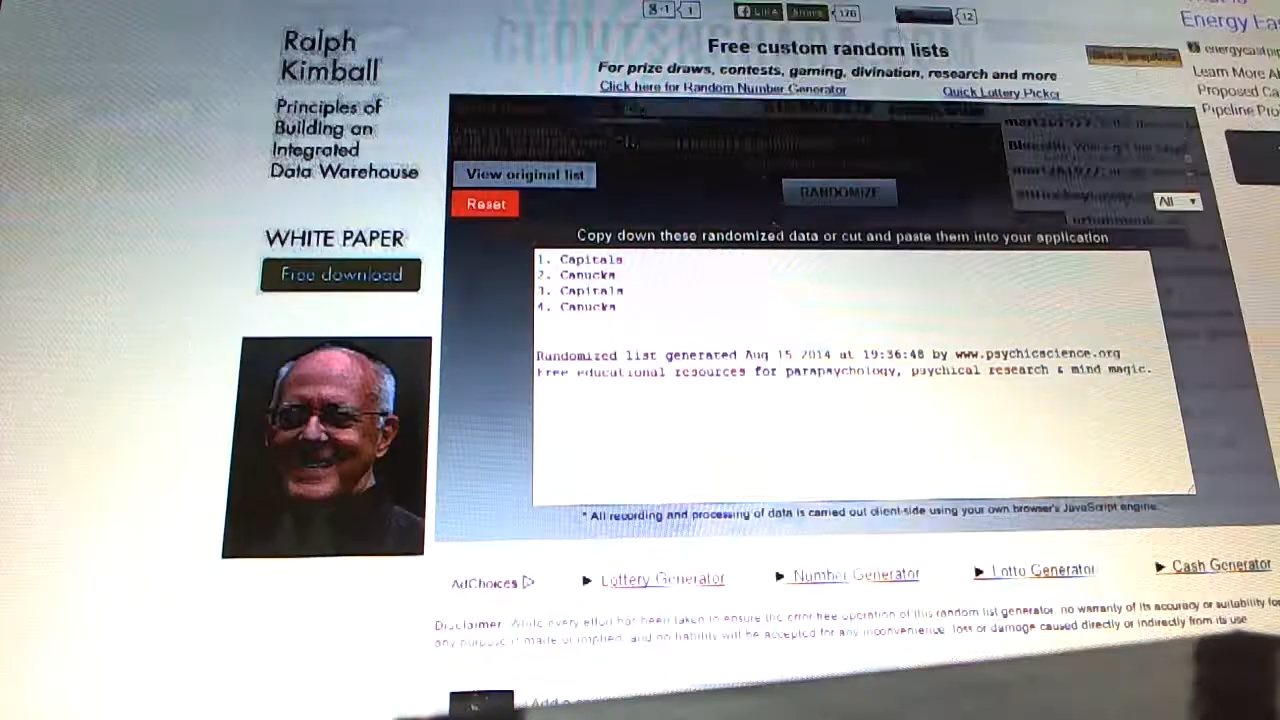 Ralph
Kimball
Principles of
Building an
Integrated
Data Warehouse
WHITE PAPER
Free download
1
Like
Share
170
12
Free custom random lists
For prize draws, contests, gaming, divination, research and more
Click here for Random Number Generator
Quick Lottery Picker
View original list
Reset
RANDOMIZE
All
Copy down these randomized data or cut and paste them into your application
1. Capitals
2. Canucks
3. Capitals
4. Canucks
Randomized list generated Aug 15 2014 at 19:36:48 by www.psychicscience.org
Free educational resources for parapsychology, psychical research & mind magic.
* All recording and processing of data is carried out client-side using your own browser's JavaScript engine.
AdChoices
Lottery Generator
Number Generator
Lotto Generator
Cash Generator
Disclaimer: While every effort has been taken to ensure the error-free operation of this random list generator, no warranty of its accuracy or suitability for
any purpose is made or implied, and no liability will be accepted for any inconvenience, loss or damage caused directly or indirectly from its use
Energy
Learn More
Proposed
Pipeline